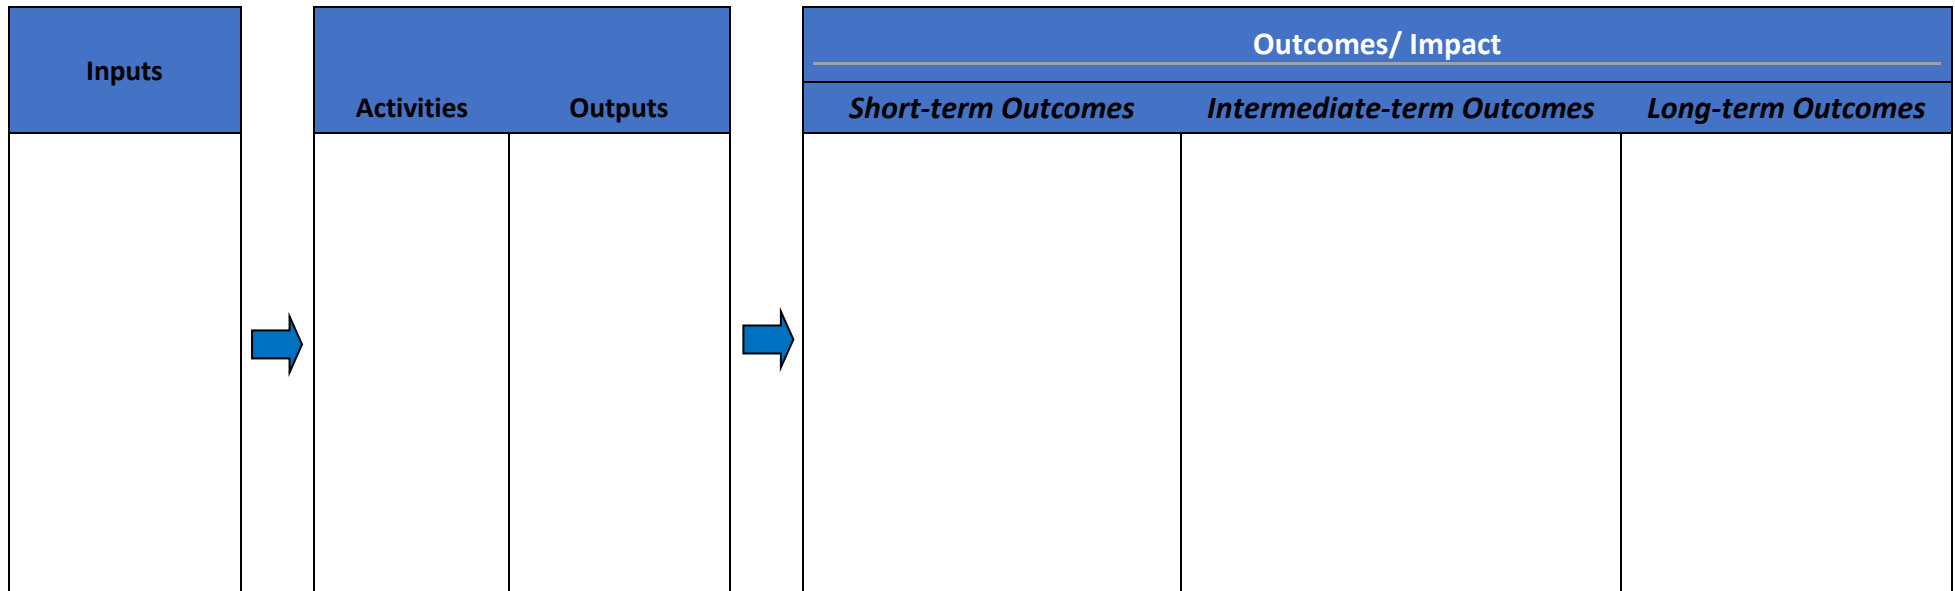 Inputs
Activities Outputs
Outcomes/ Impact
Short-term Outcomes Intermediate-term Outcomes Long-term Outcomes